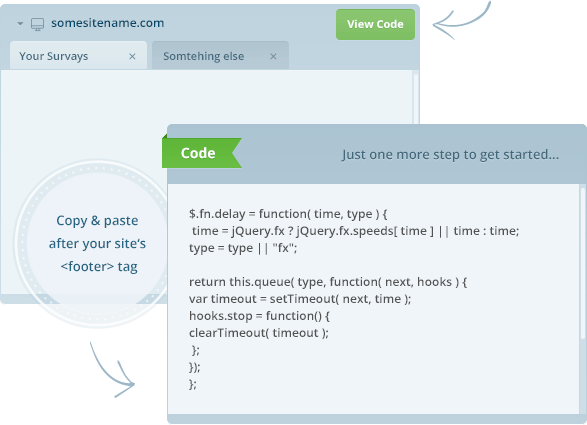 somesitename.com
View Code
Your Survays
Somtehing else
Copy & paste
after your site's
<footer> tag
Code
Just one more step to get started...
$.fn.delay = function( time, type ) {
time = jQuery.fx ? jQuery.fx.speeds[ time ] || time : time;
type = type || "fx";
return this.queue( type, function( next, hooks ) {
var timeout = setTimeout( next, time );
hooks.stop = function() {
clearTimeout( timeout );
};
});
};